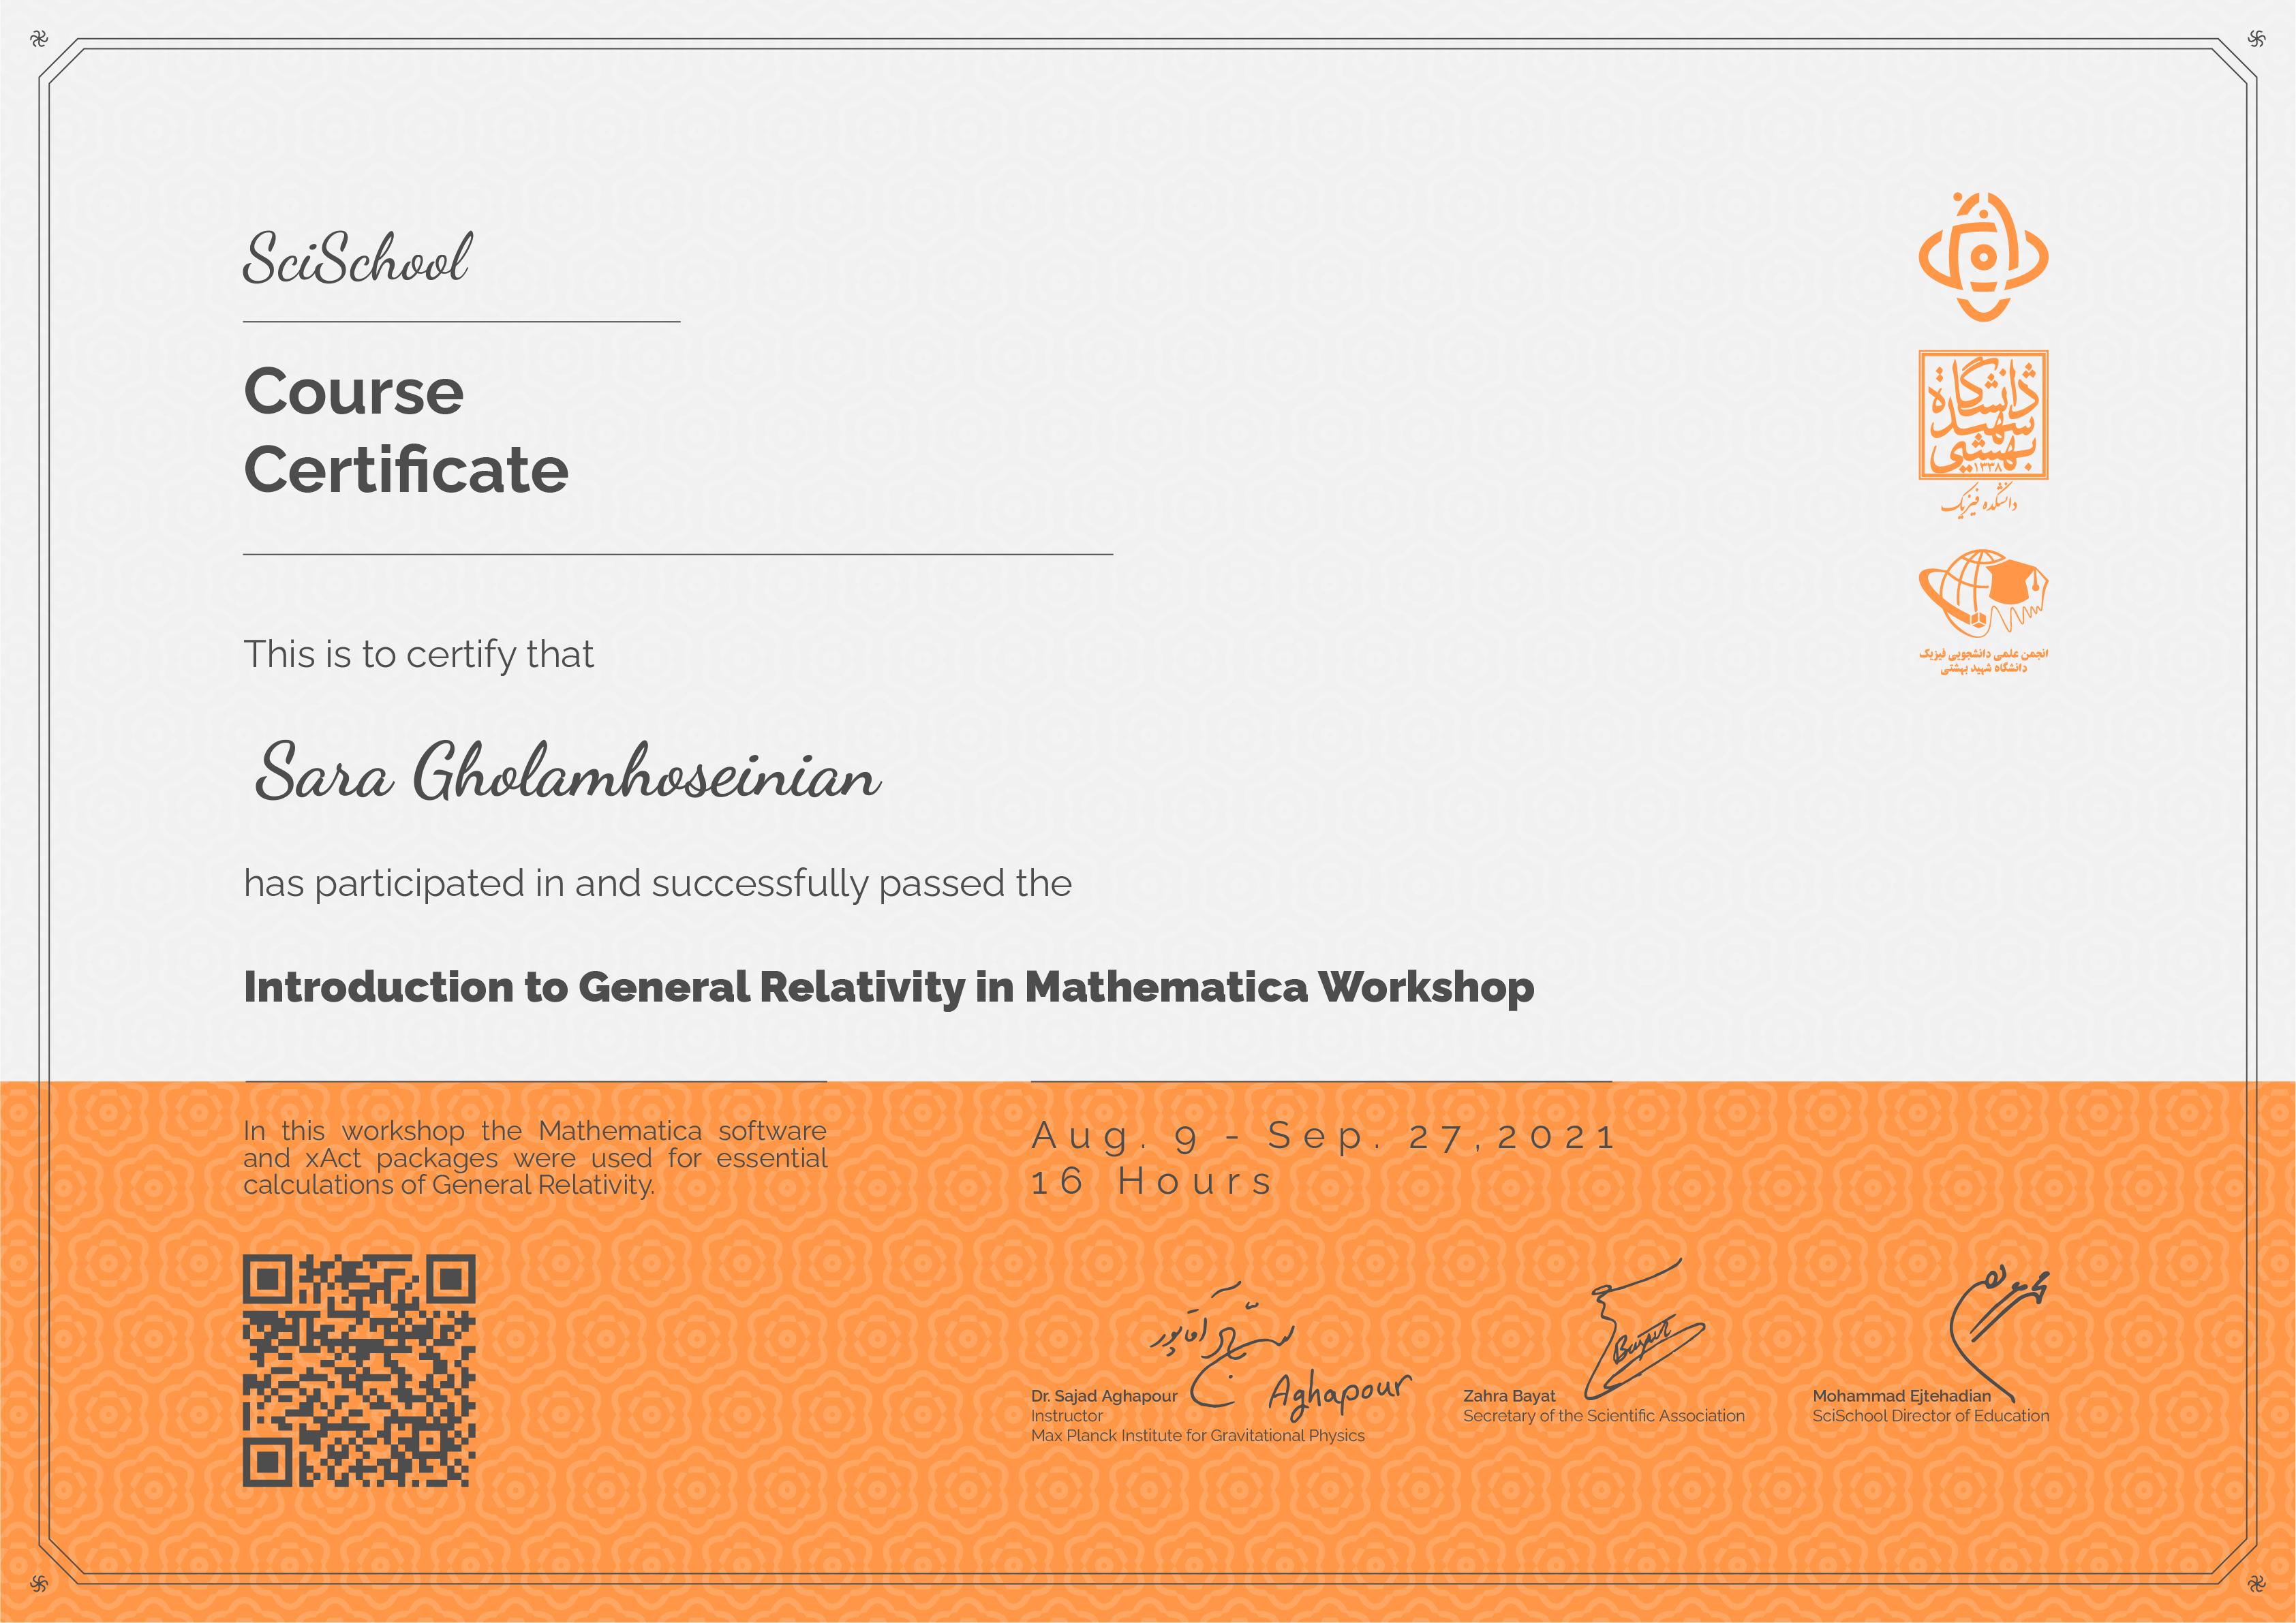 SciSchool
Course
Certificate
This is to certify that
Sara Gholamhoseinian
has participated in and successfully passed the
Introduction to General Relativity in Mathematica Workshop
دانشگاه
شهید
بهشتی
۱۳۳۸
دانشکده فیزیک
انجمن علمی دانشجویی فیزیک
دانشگاه شهید بهشتی
In this workshop the Mathematica software
and xAct packages were used for essential
calculations of General Relativity.
Aug. 9 - Sep. 27, 2021
16 Hours
سجاد آقاپور
Aghapour
Dr. Sajad Aghapour
Instructor
Max Planck Institute for Gravitational Physics
Bayat
Zahra Bayat
Secretary of the Scientific Association
Mohammad Ejtehadian
SciSchool Director of Education